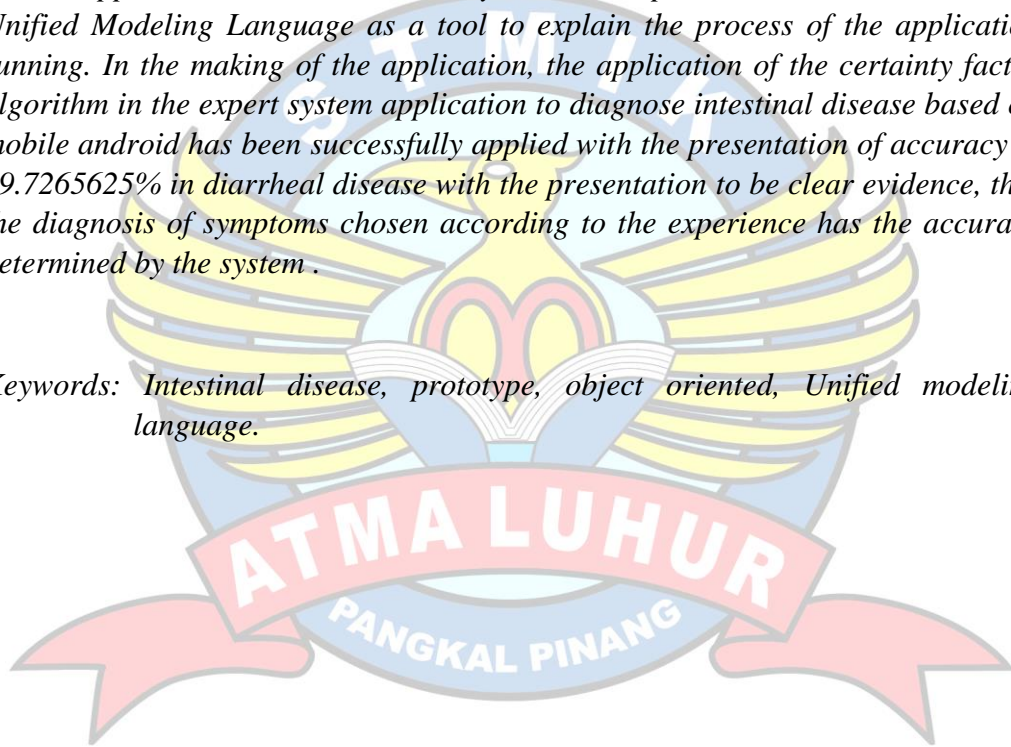 Unified Modeling Language as a tool to explain the process of the applicatio
unning. In the making of the application, the application of the certainty fact
lgorithm in the expert system application to diagnose intestinal disease based o
mobile android has been successfully applied with the presentation of accuracy
9.7265625% in diarrheal disease with the presentation to be clear evidence, th
he diagnosis of symptoms chosen according to the experience has the accura
etermined by the system .
Keywords: Intestinal disease, prototype, object oriented, Unified modelin
language.
STMIK
ATMA LUHUR
PANGKAL PINANG